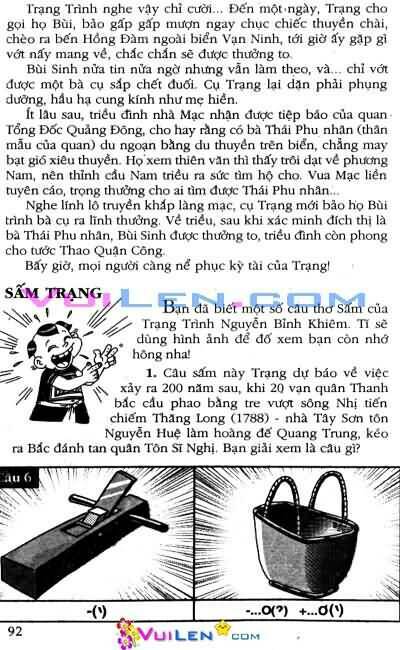 Trạng Trình nghe vậy chỉ cười... Đến một ngày, Trạng cho
gọi họ Bùi, bảo gấp gấp mượn ngay chục chiếc thuyền chài,
chèo ra bến Hồng Đàm ngoài biển Vạn Ninh, tới giờ ấy gặp gì
vớt nấy mang về, chắc chắn sẽ được thưởng to.
Bùi Sinh nửa tin nửa ngờ nhưng vẫn làm theo, và... chỉ vớt
được một bà cụ sắp chết đuối. Cụ Trạng lại dặn phải phụng
dưỡng, hầu hạ cung kính như mẹ hiền.
Ít lâu sau, triều đình nhà Mạc nhận được tiệp báo của quan
Tổng Đốc Quảng Đông, cho hay rằng có bà Thái Phu nhân (thân
mẫu của quan) du ngoạn bằng du thuyền trên biển, chẳng may
bạt gió xiêu thuyền. Họ xem thiên văn thì thấy trôi dạt về phương
Nam, nên thỉnh cầu Nam triều ra sức tìm hộ cho. Vua Mạc liền
tuyên cáo, trọng thưởng cho ai tìm được Thái Phu nhân...
Nghe lính lô truyền khắp làng mạc, cụ Trạng mới bảo họ Bùi
trình bà cụ ra lĩnh thưởng. Về triều, sau khi xác minh đích thị là
bà Thái Phu nhân, Bùi Sinh được thưởng to, triều đình còn phong
cho tước Thao Quận Công.
Bấy giờ, mọi người càng nể phục kỳ tài của Trạng!
SẤM TRẠNG
VUILEN.COM
Bạn đã biết một số câu thơ Sấm của
Trạng Trình Nguyễn Bỉnh Khiêm. Tí sẽ
dùng hình ảnh để đố xem bạn còn nhớ
hông nha!
1. Câu sấm này Trạng dự báo về việc
xảy ra 200 năm sau, khi 20 vạn quân Thanh
bắc cầu phao bằng tre vượt sông Nhị tiến
chiếm Thăng Long (1788) - nhà Tây Sơn tôn
Nguyễn Huệ làm hoàng đế Quang Trung, kéo
ra Bắc đánh tan quân Tôn Sĩ Nghị. Bạn giải xem là câu gì?
Câu 6
-(ˋ)
-...O(?) +...Ơ(ˋ)
92
VUILEN.COM